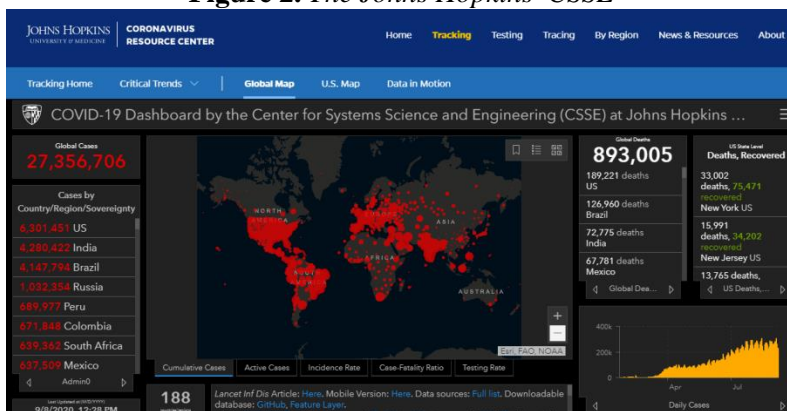 Figure 2. The Johns Hopkins' CSSE
JOHNS HOPKINS
UNIVERSITY & MEDICINE
CORONAVIRUS
RESOURCE CENTER
Home Tracking Testing Tracing By Region News & Resources About
Tracking Home Critical Trends Global Map U.S. Map Data in Motion
COVID-19 Dashboard by the Center for Systems Science and Engineering (CSSE) at Johns Hopkins ...
Global Cases
27,356,706
Cases by
Country/Region/Sovereignty
6,301,451 US
4,280,422 India
4,147,794 Brazil
1,032,354 Russia
689,977 Peru
671,848 Colombia
639,362 South Africa
637,509 Mexico
Admin0
Last Updated at
9/8/2020, 12:28 PM
NORTH
AMERICA
SOUTH
EUROPE
ASIA
AFRICA
AUSTRALIA
+
−
Esri, FAO, NOAA
Cumulative Cases Active Cases Incidence Rate Case-Fatality Ratio Testing Rate
188
Lancet Inf Dis Article: Here. Mobile Version: Here. Data sources: Full list. Downloadable
database: GitHub, Feature Layer.
Global Deaths
893,005
189,221 deaths
US
126,960 deaths
Brazil
72,775 deaths
India
67,781 deaths
Mexico
Global Dea...
US State Level
Deaths, Recovered
33,002
deaths, 75,471
recovered
New York US
15,991
deaths, 34,202
recovered
New Jersey US
13,765 deaths,
US Deaths,...
400k
200k
0
Apr Jul
Daily Cases